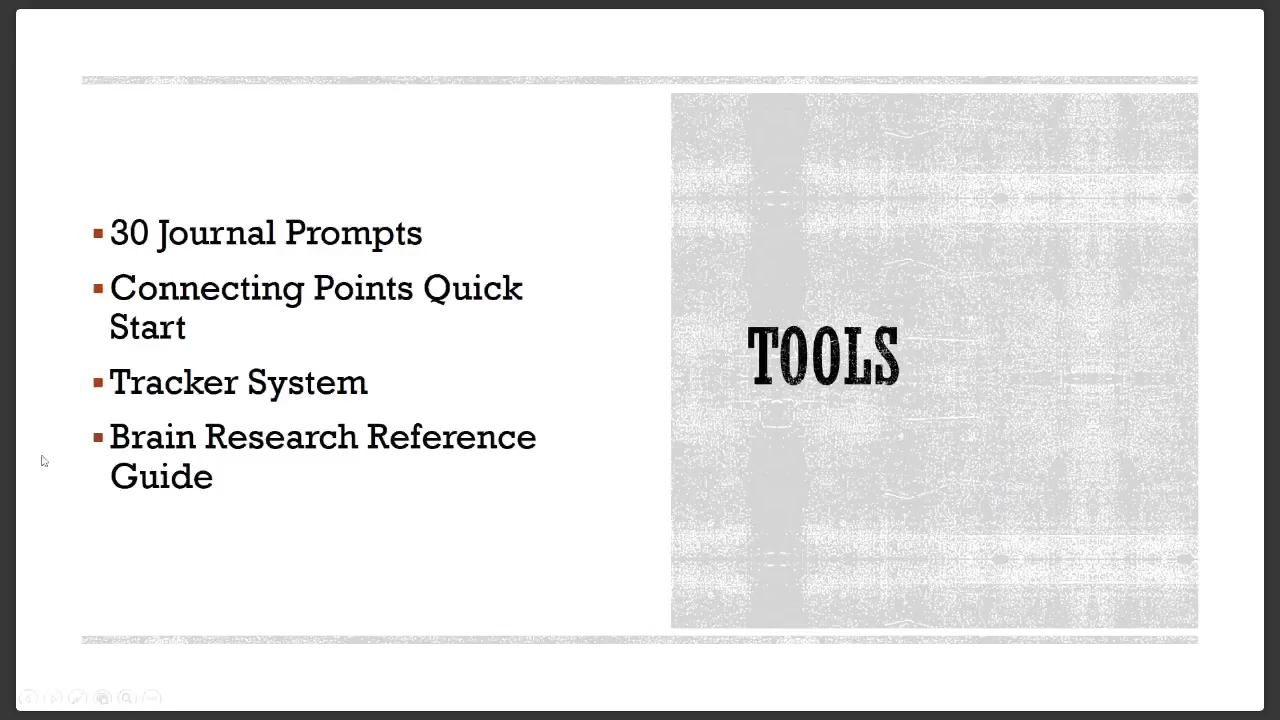 30 Journal Prompts
Connecting Points Quick
Start
Tracker System
Brain Research Reference
Guide
TOOLS